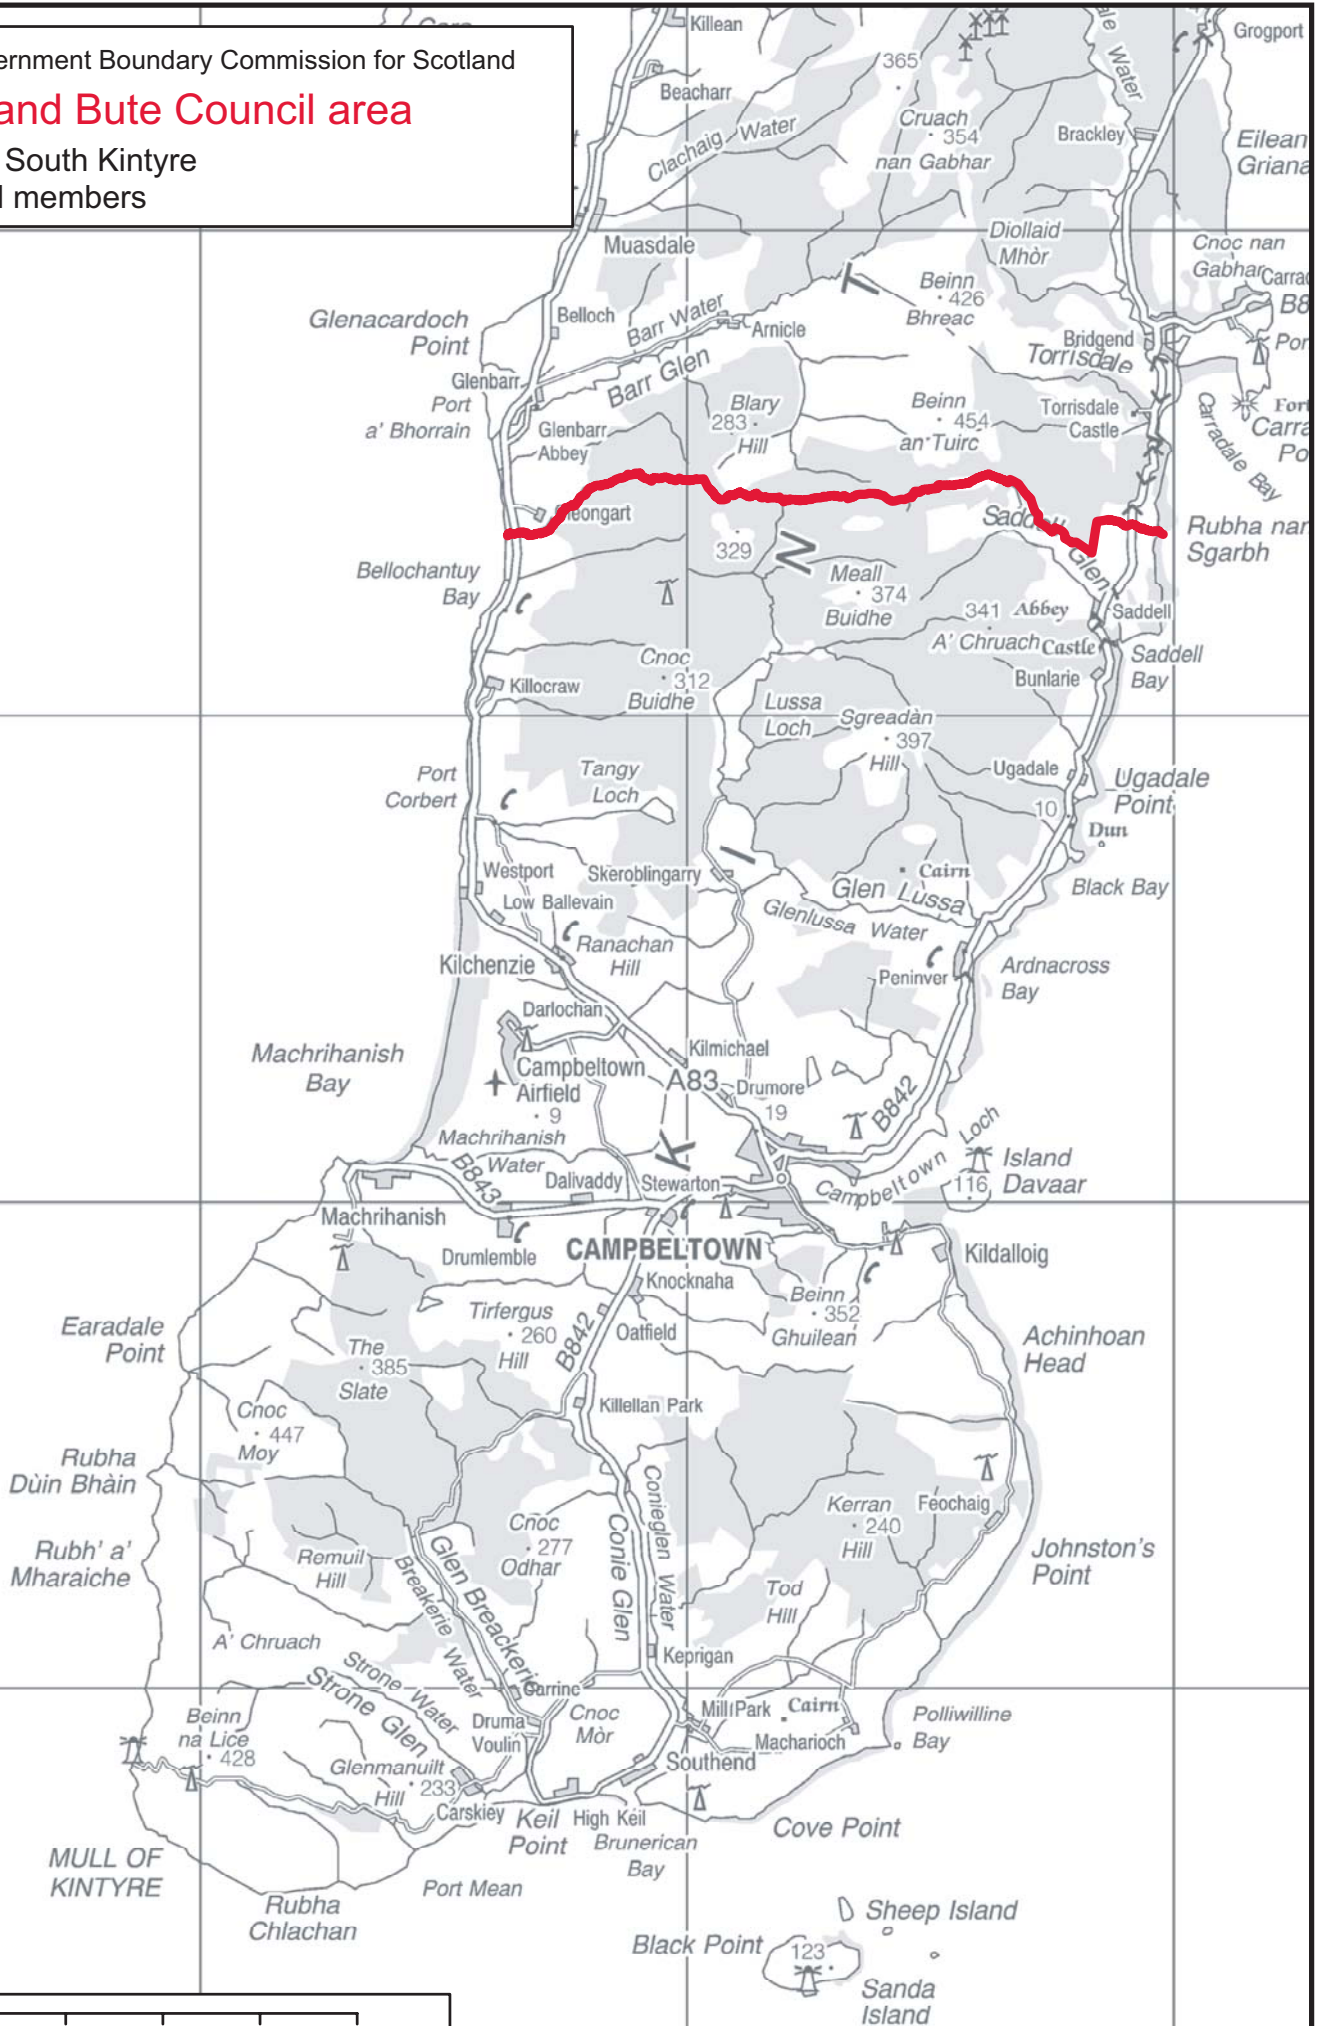 ernment Boundary Commission for Scotland
and Bute Council area
South Kintyre
members
Killean
Grogport
Beacharr
365
Water
Cruach
354
nan Gabhar
Brackley
Eilean
Griana
Clachaig Water
Muasdale
Diollaid
Mhòr
Cnoc nan
Gabhar
Carrad
B8
T
Beinn
426
Bhreac
Glenacardoch
Point
Belloch
Barr Water
Arnicle
Bridgend
Torrisdale
Por
Glenbarr
Barr Glen
Port
a' Bhorrain
Glenbarr
Abbey
Blary
283
Hill
Beinn
454
an Tuirc
Torrisdale
Castle
Fort
Carra
Po
Carradale Bay
Cleongart
Saddell
Glen
Rubha nan
Sgarbh
329
N
Bellochantuy
Bay
Meall
374
Buidhe
341
Abbey
Saddell
A' Chruach
Castle
Saddell
Bay
Bunlarie
Cnoc
312
Buidhe
Killocraw
Lussa
Loch
Sgreadàn
397
Hill
Port
Corbert
Tangy
Loch
Ugadale
Ugadale
Point
10
Dun
Westport
Skeroblingarry
I
Cairn
Glen Lussa
Black Bay
Low Ballevain
Glenlussa Water
Ranachan
Hill
Kilchenzie
Peninver
Ardnacross
Bay
Darlochan
Machrihanish
Bay
Kilmichael
Campbeltown
Airfield
9
A83
Drumore
19
B842
Machrihanish
Water
K
Campbeltown Loch
Island
Davaar
116
B843
Dalivaddy
Stewarton
Machrihanish
Drumlemble
CAMPBELTOWN
Kildalloig
Knocknaha
Earadale
Point
Tirfergus
260
Hill
B842
Oatfield
Beinn
352
Ghuilean
Achinhoan
Head
The
385
Slate
Killellan Park
Cnoc
447
Moy
Rubha
Dùin Bhàin
Conieglen Water
Kerran
240
Hill
Feochaig
Cnoc
277
Odhar
Conie Glen
Rubh' a'
Mharaiche
Remuil
Hill
Glen Breackerie
Breakerie Water
Johnston's
Point
Tod
Hill
A' Chruach
Strone Water
Strone Glen
Keprigan
Garrine
Beinn
na Lice
428
Druma
Voulin
Cnoc
Mòr
Mill Park
Cairn
Macharioch
Polliwilline
Bay
Glenmanuilt
Hill
233
Southend
Carskiey
Keil
Point
High Keil
Brunerican
Bay
Cove Point
MULL OF
KINTYRE
Port Mean
Rubha
Chlachan
Sheep Island
Black Point
123
Sanda
Island